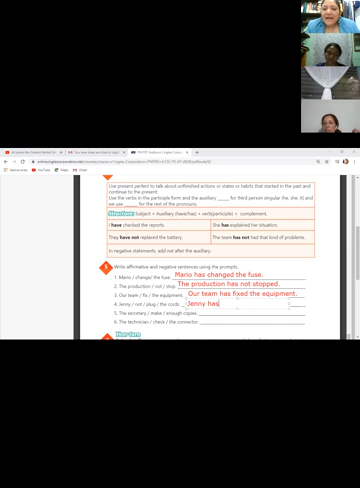 Use present perfect to talk about unfinished actions or states or habits that started in the past and
continue to the present.
Use the verbs in the participle form and the auxiliary _____ for third person singular (he, she, it) and
we use ______ for the rest of the pronouns.
Structure: Subject + Auxiliary (have/has) + verb(participle) + complement.
I have checked the reports.
She has explained her situation.
They have not replaced the battery.
The team has not had that kind of problems.
In negative statements, add not after the auxiliary.
5 Write affirmative and negative sentences using the prompts.
1. Mario / change/ the fuse. Mario has changed the fuse.
2. The production / not / stop. The production has not stopped.
3. Our team / fix / the equipment. Our team has fixed the equipment.
4. Jenny / not / plug / the cords. Jenny has
5. The secretary / make / enough copies.
6. The technician / check / the connector.
Your turn